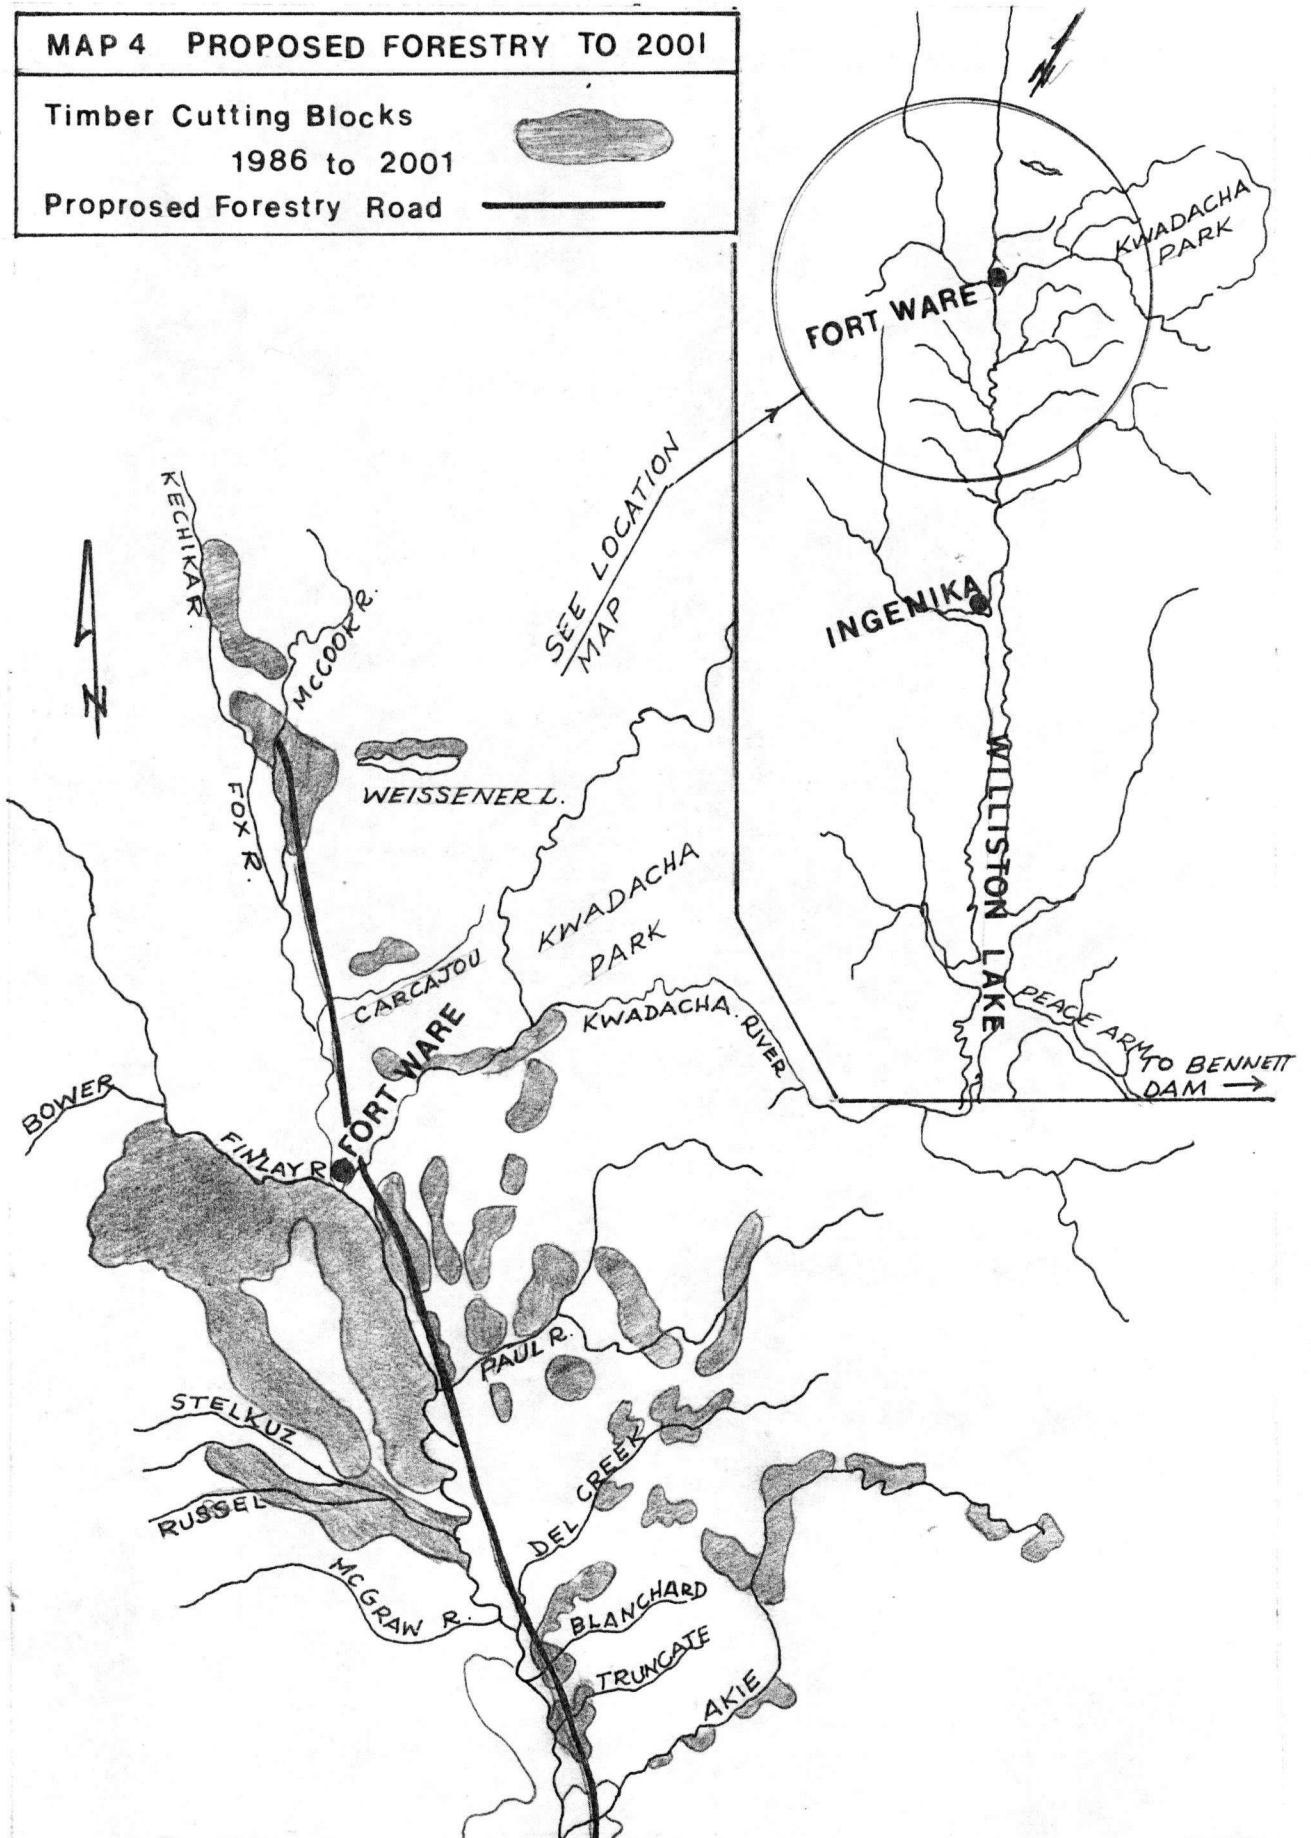 MAP 4 PROPOSED FORESTRY TO 2001
Timber Cutting Blocks
1986 to 2001
Proprosed Forestry Road
N
KWADACHA
PARK
FORT WARE
SEE LOCATION
MAP
INGENIKA
WILLISTON LAKE
PEACE ARM
TO BENNETT
DAM
KECHIKA R.
N
McCOOK R.
WEISSENER L.
FOX R.
KWADACHA
PARK
CARCAJOU
KWADACHA RIVER
FORT WARE
BOWER
FINLAY R
PAUL R.
STELKUZ
RUSSEL
DEL CREEK
McGRAW R.
BLANCHARD
TRUNCATE
AKIE